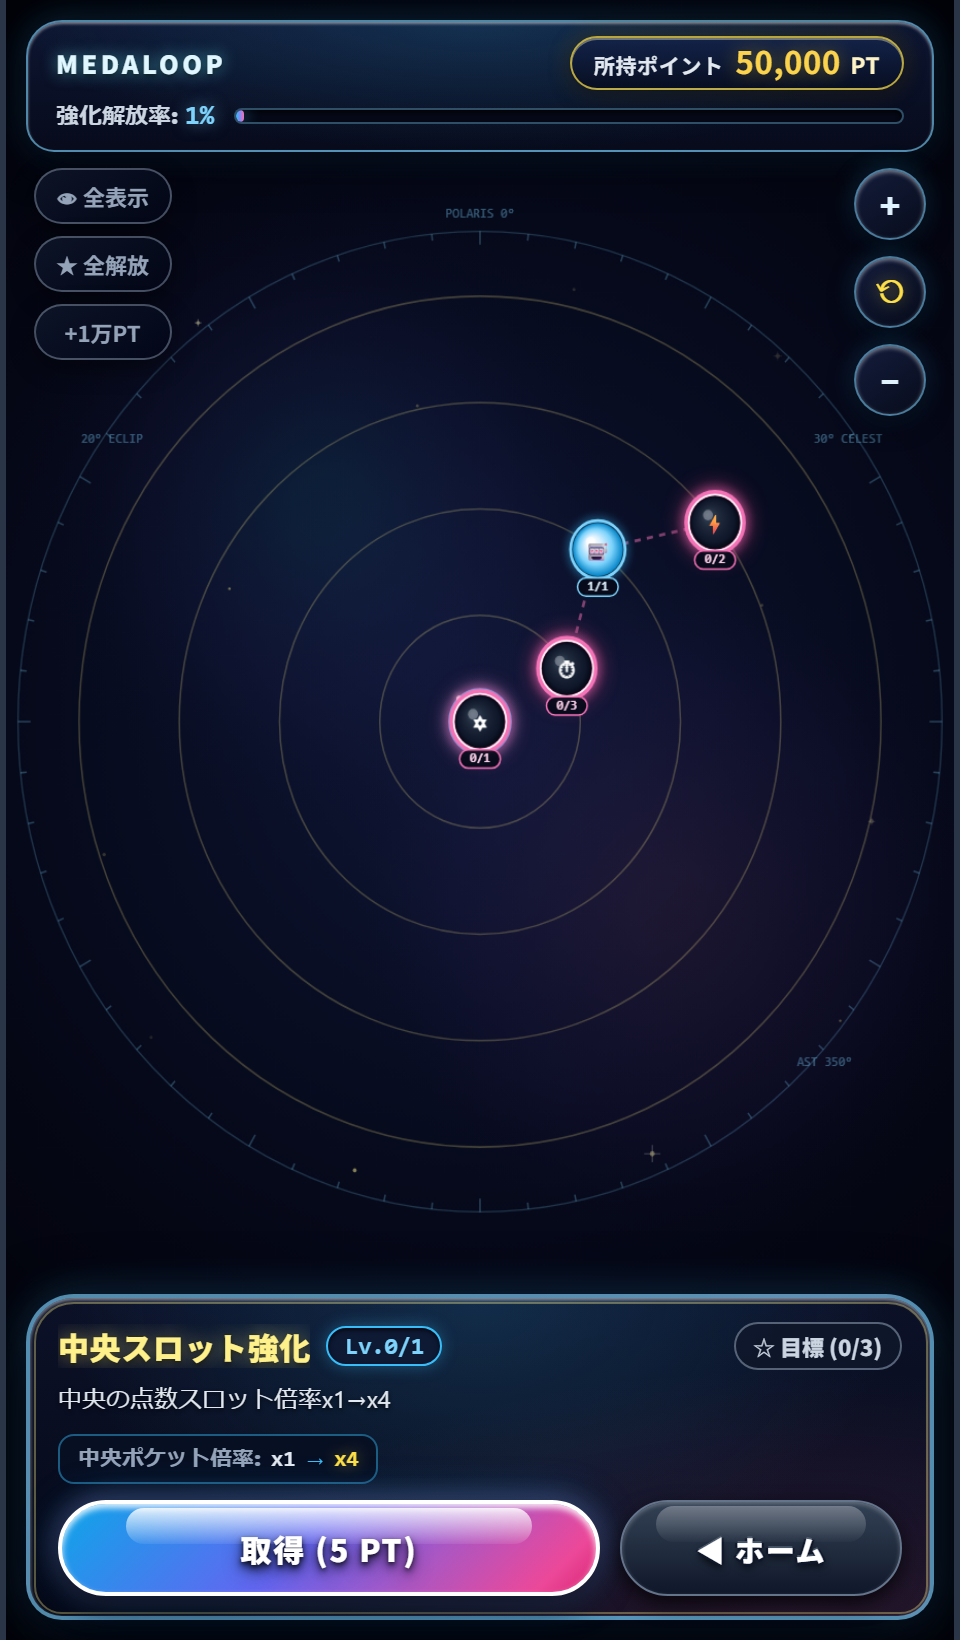 MEDALOOP
所持ポイント 50,000 PT
強化解放率: 1%
全表示
★ 全解放
+1万PT
+
−
POLARIS 0°
20° ECLIP
30° CELEST
0/2
1/1
0/3
0/1
AST 350°
中央スロット強化 Lv.0/1
☆ 目標 (0/3)
中央の点数スロット倍率x1→x4
中央ポケット倍率: x1 → x4
取得 (5 PT)
◀ ホーム